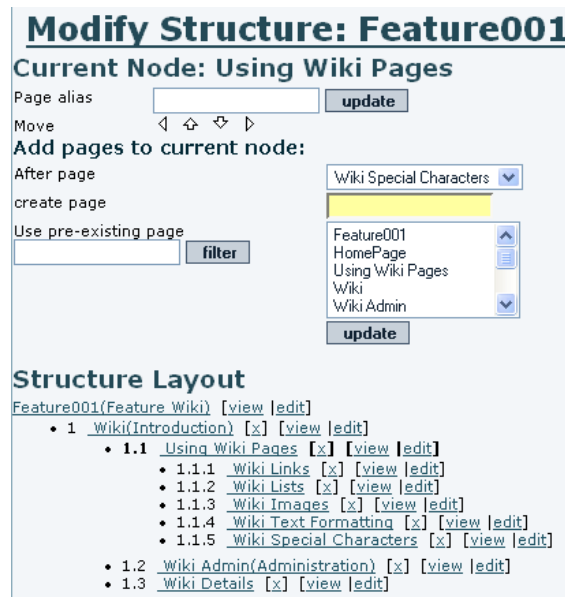 Modify Structure: Feature001
Current Node: Using Wiki Pages
Page alias update
Move
Add pages to current node:
After page Wiki Special Characters
create page
Use pre-existing page
filter
Feature001
HomePage
Using Wiki Pages
Wiki
Wiki Admin
update
Structure Layout
Feature001(Feature Wiki) [view |edit]
• 1 Wiki(Introduction) [x] [view |edit]
• 1.1 Using Wiki Pages [x] [view |edit]
• 1.1.1 Wiki Links [x] [view |edit]
• 1.1.2 Wiki Lists [x] [view |edit]
• 1.1.3 Wiki Images [x] [view |edit]
• 1.1.4 Wiki Text Formatting [x] [view |edit]
• 1.1.5 Wiki Special Characters [x] [view |edit]
• 1.2 Wiki Admin(Administration) [x] [view |edit]
• 1.3 Wiki Details [x] [view |edit]